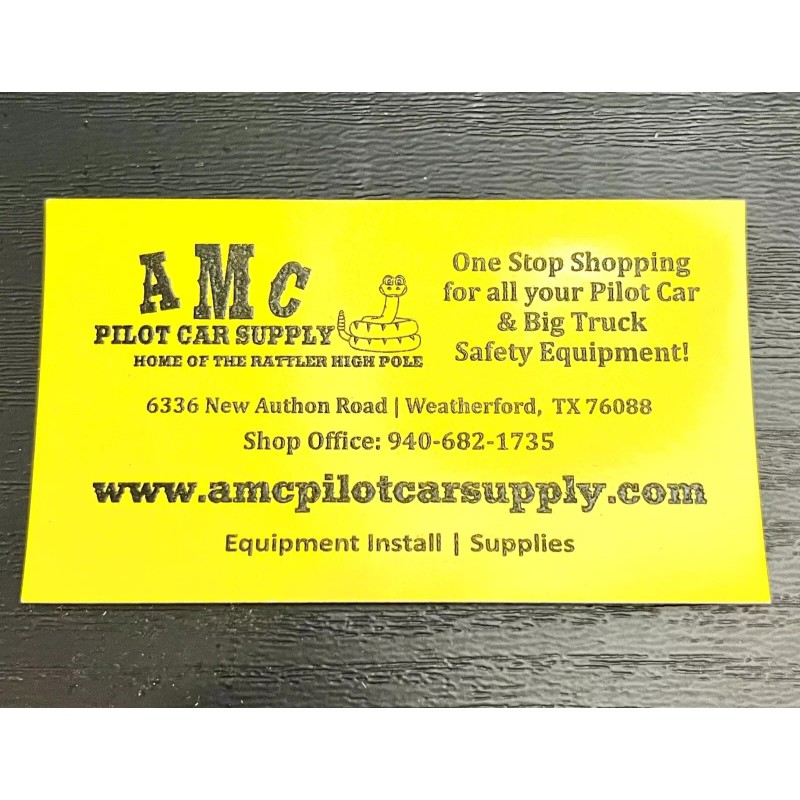 AMC
PILOT CAR SUPPLY
HOME OF THE RATTLER HIGH POLE
One Stop Shopping
for all your Pilot Car
& Big Truck
Safety Equipment!
6336 New Authon Road | Weatherford, TX 76088
Shop Office: 940-682-1735
www.amcpilotcarsupply.com
Equipment Install | Supplies